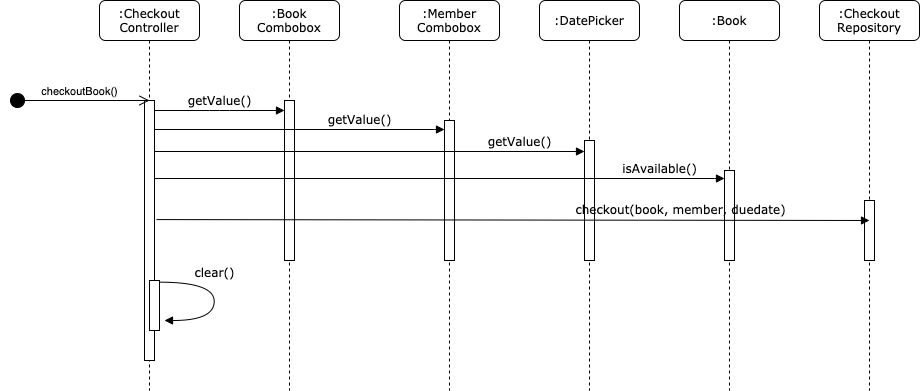 :Checkout
Controller
:Book
Combobox
:Member
Combobox
:DatePicker
:Book
:Checkout
Repository
checkoutBook()
getValue()
getValue()
getValue()
isAvailable()
checkout(book, member, duedate)
clear()